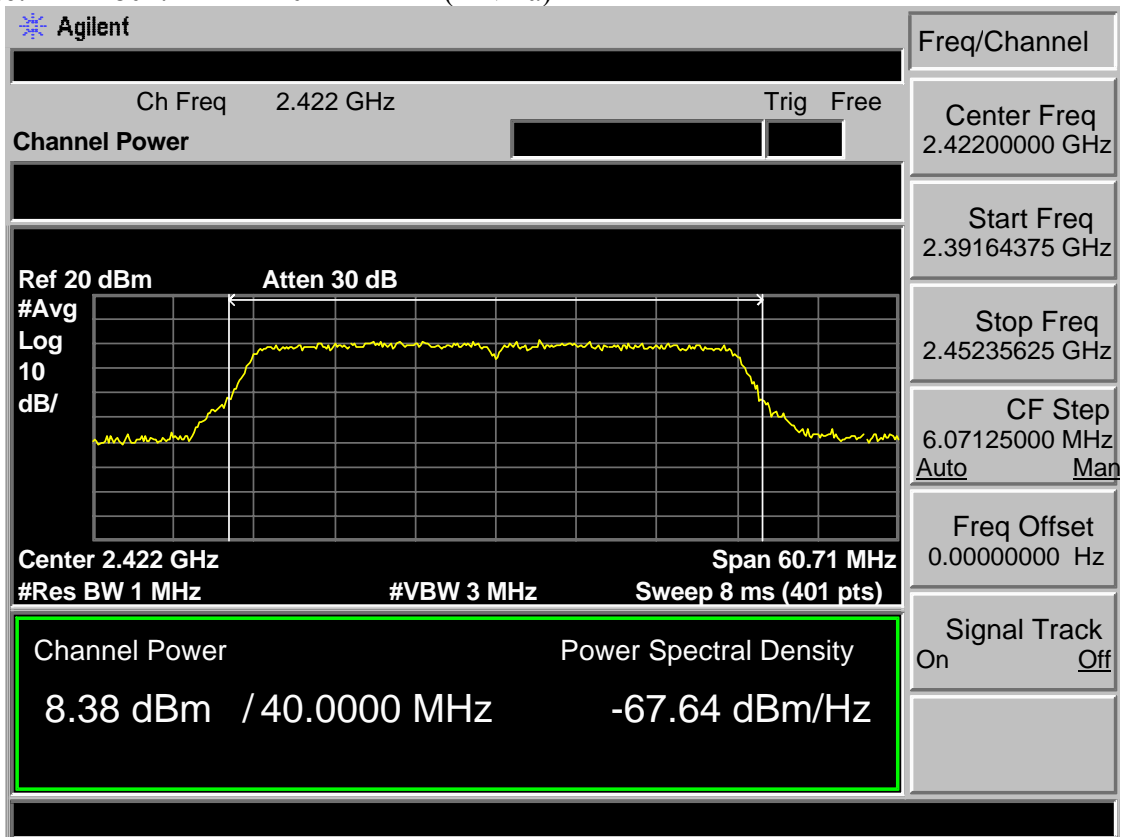 Agilent
Freq/Channel
Ch Freq 2.422 GHz Trig Free
Channel Power
Center Freq
2.42200000 GHz
Start Freq
2.39164375 GHz
Stop Freq
2.45235625 GHz
CF Step
6.07125000 MHz
Auto Man
Freq Offset
0.00000000 Hz
Signal Track
On Off
Ref 20 dBm Atten 30 dB
#Avg
Log
10
dB/
Center 2.422 GHz Span 60.71 MHz
#Res BW 1 MHz #VBW 3 MHz Sweep 8 ms (401 pts)
Channel Power Power Spectral Density
8.38 dBm / 40.0000 MHz -67.64 dBm/Hz